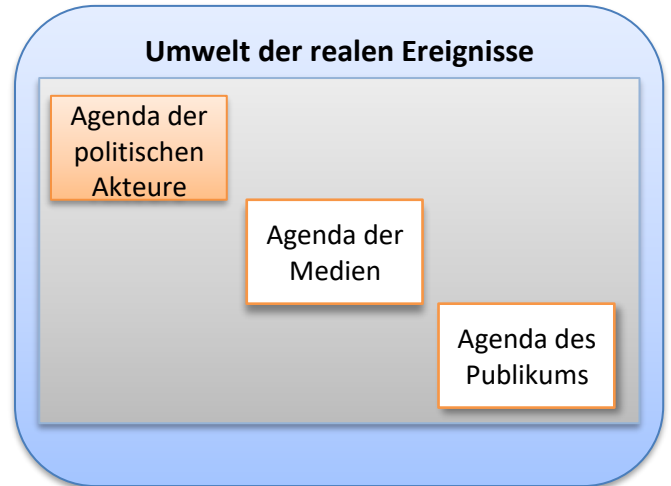 Umwelt der realen Ereignisse
Agenda der
politischen
Akteure
Agenda der
Medien
Agenda des
Publikums